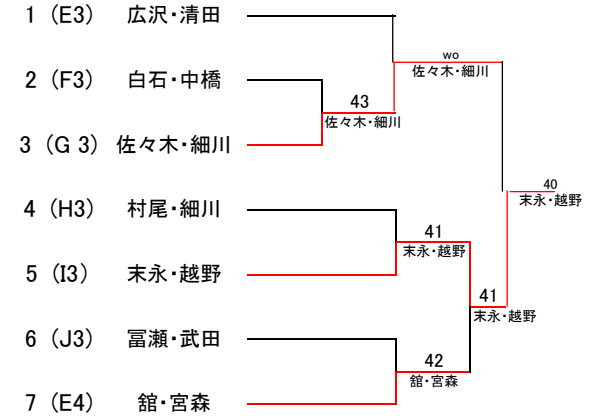 1（E3） 広沢・清田
wo
佐々木・細川
2（F3） 白石・中橋
43
佐々木・細川
3（G 3） 佐々木・細川
40
末永・越野
4（H3） 村尾・細川
41
末永・越野
5（I3） 末永・越野
41
末永・越野
6（J3） 冨瀬・武田
42
舘・宮森
7（E4） 舘・宮森